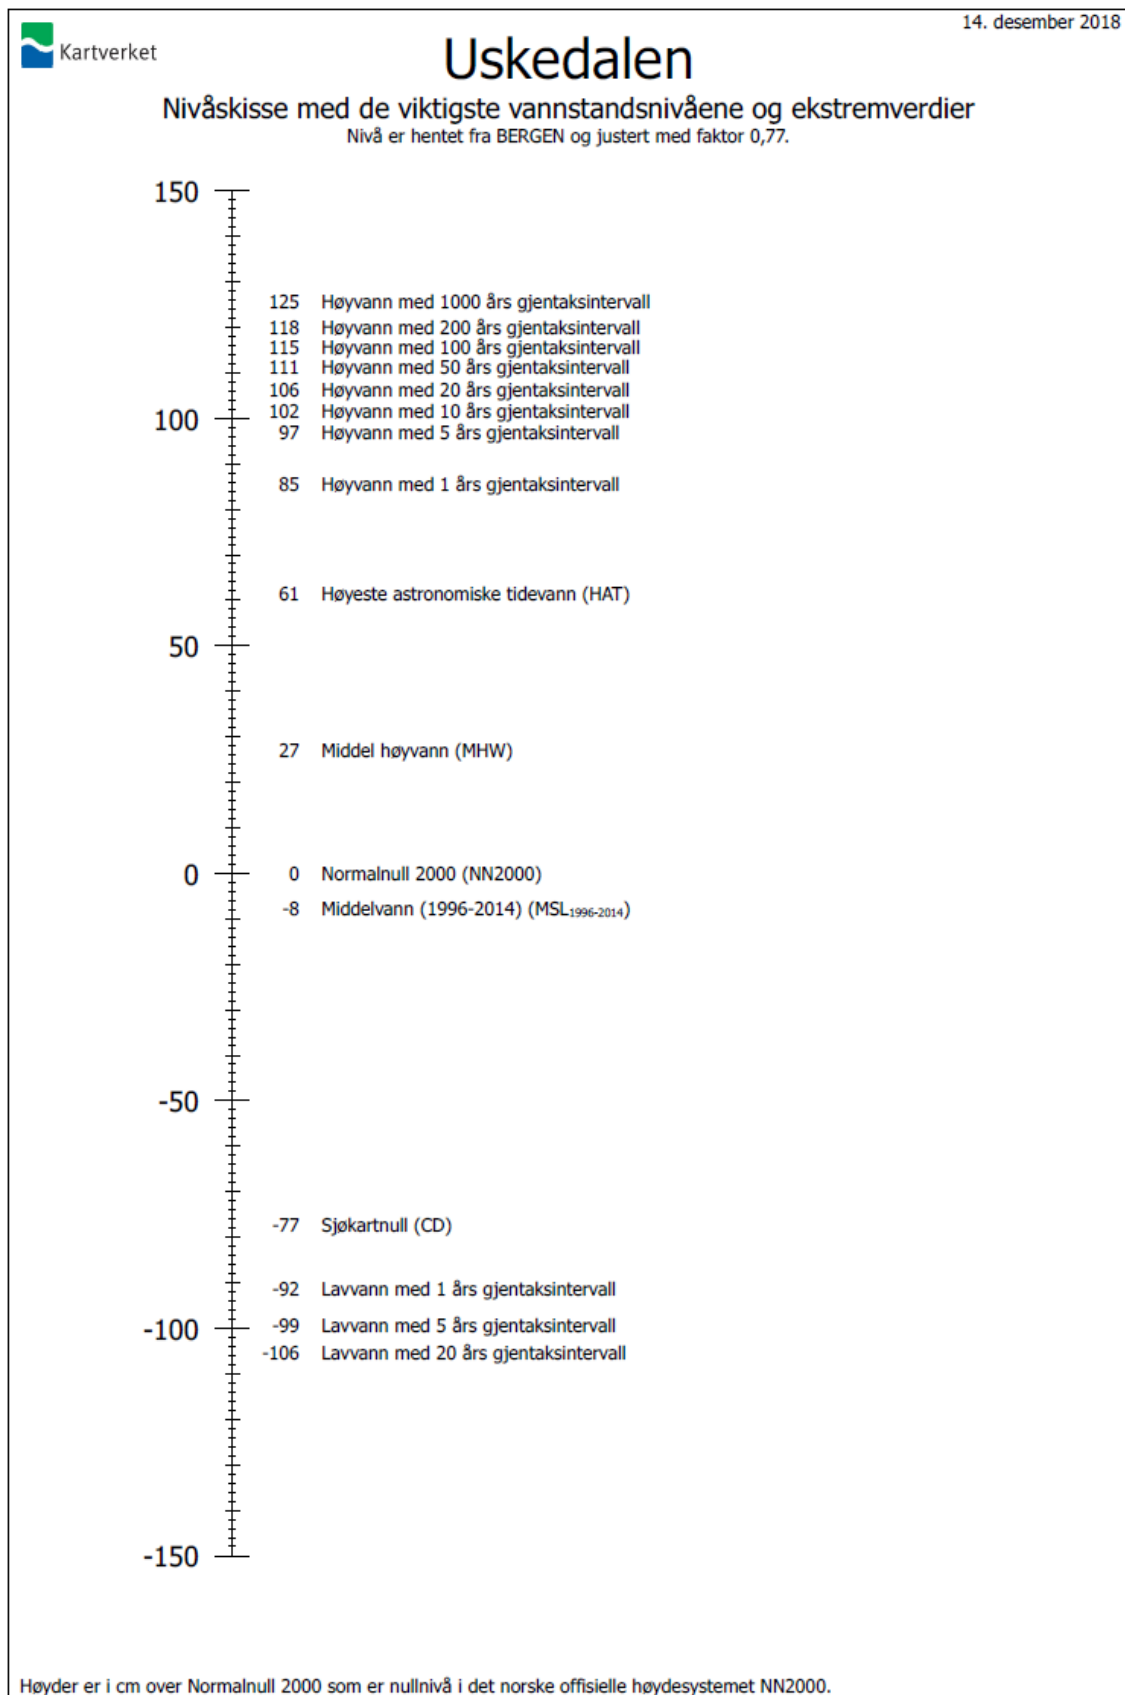 14. desember 2018
Kartverket
Uskedalen
Nivåskisse med de viktigste vannstandsnivåene og ekstremverdier
Nivå er hentet fra BERGEN og justert med faktor 0,77.
150
125 Høyvann med 1000 års gjentaksintervall
118 Høyvann med 200 års gjentaksintervall
115 Høyvann med 100 års gjentaksintervall
111 Høyvann med 50 års gjentaksintervall
106 Høyvann med 20 års gjentaksintervall
102 Høyvann med 10 års gjentaksintervall
100
97 Høyvann med 5 års gjentaksintervall
85 Høyvann med 1 års gjentaksintervall
61 Høyeste astronomiske tidevann (HAT)
50
27 Middel høyvann (MHW)
0 0 Normalnull 2000 (NN2000)
-8 Middelvann (1996-2014) (MSL1996-2014)
-50
-77 Sjøkartnull (CD)
-92 Lavvann med 1 års gjentaksintervall
-100 -99 Lavvann med 5 års gjentaksintervall
-106 Lavvann med 20 års gjentaksintervall
-150
Høyder er i cm over Normalnull 2000 som er nullnivå i det norske offisielle høydesystemet NN2000.